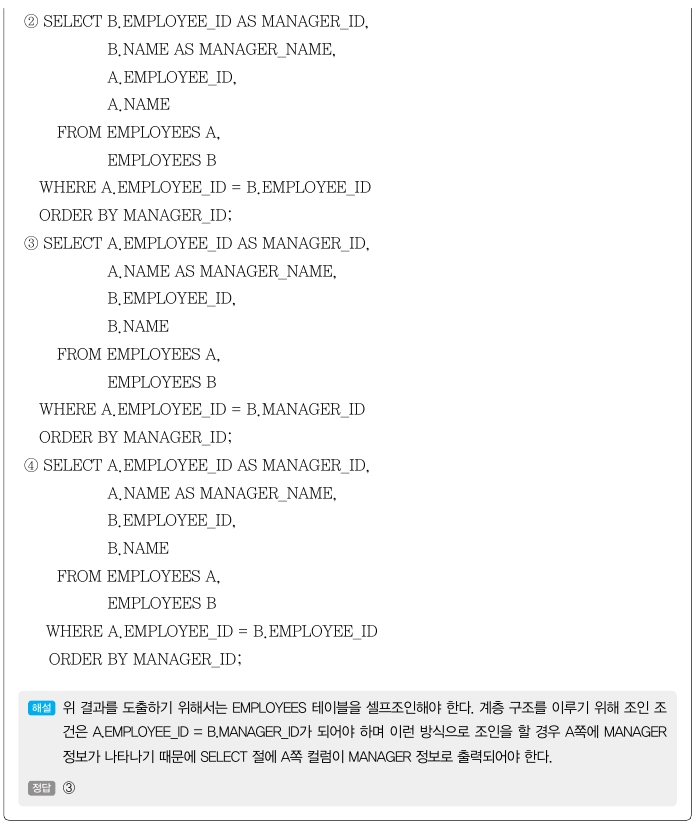 ② SELECT B.EMPLOYEE_ID AS MANAGER_ID,
B.NAME AS MANAGER_NAME,
A.EMPLOYEE_ID,
A.NAME
FROM EMPLOYEES A,
EMPLOYEES B
WHERE A.EMPLOYEE_ID = B.EMPLOYEE_ID
ORDER BY MANAGER_ID;
③ SELECT A.EMPLOYEE_ID AS MANAGER_ID,
A.NAME AS MANAGER_NAME,
B.EMPLOYEE_ID,
B.NAME
FROM EMPLOYEES A,
EMPLOYEES B
WHERE A.EMPLOYEE_ID = B.MANAGER_ID
ORDER BY MANAGER_ID;
④ SELECT A.EMPLOYEE_ID AS MANAGER_ID,
A.NAME AS MANAGER_NAME,
B.EMPLOYEE_ID,
B.NAME
FROM EMPLOYEES A,
EMPLOYEES B
WHERE A.EMPLOYEE_ID = B.EMPLOYEE_ID
ORDER BY MANAGER_ID;
해설 위 결과를 도출하기 위해서는 EMPLOYEES 테이블을 셀프조인해야 한다. 계층 구조를 이루기 위해 조인 조
건은 A.EMPLOYEE_ID = B.MANAGER_ID가 되어야 하며 이런 방식으로 조인을 할 경우 A쪽에 MANAGER
정보가 나타나기 때문에 SELECT 절에 A쪽 컬럼이 MANAGER 정보로 출력되어야 한다.
정답 ③